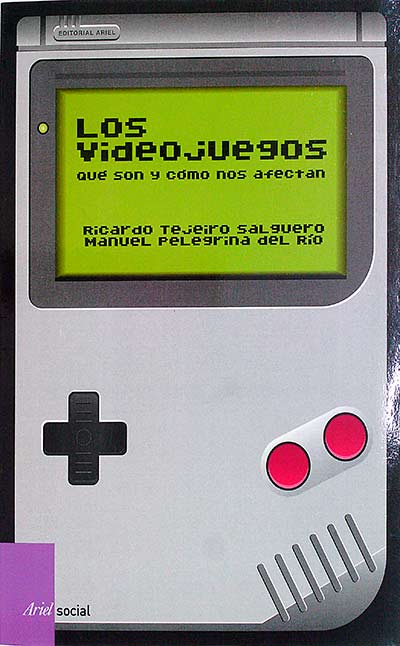 EDITORIAL ARIEL
Los
videojuegos
Qué son y cómo nos afectan
Ricardo Tejeiro Salguero
Manuel Pelegrina del Río
Ariel social